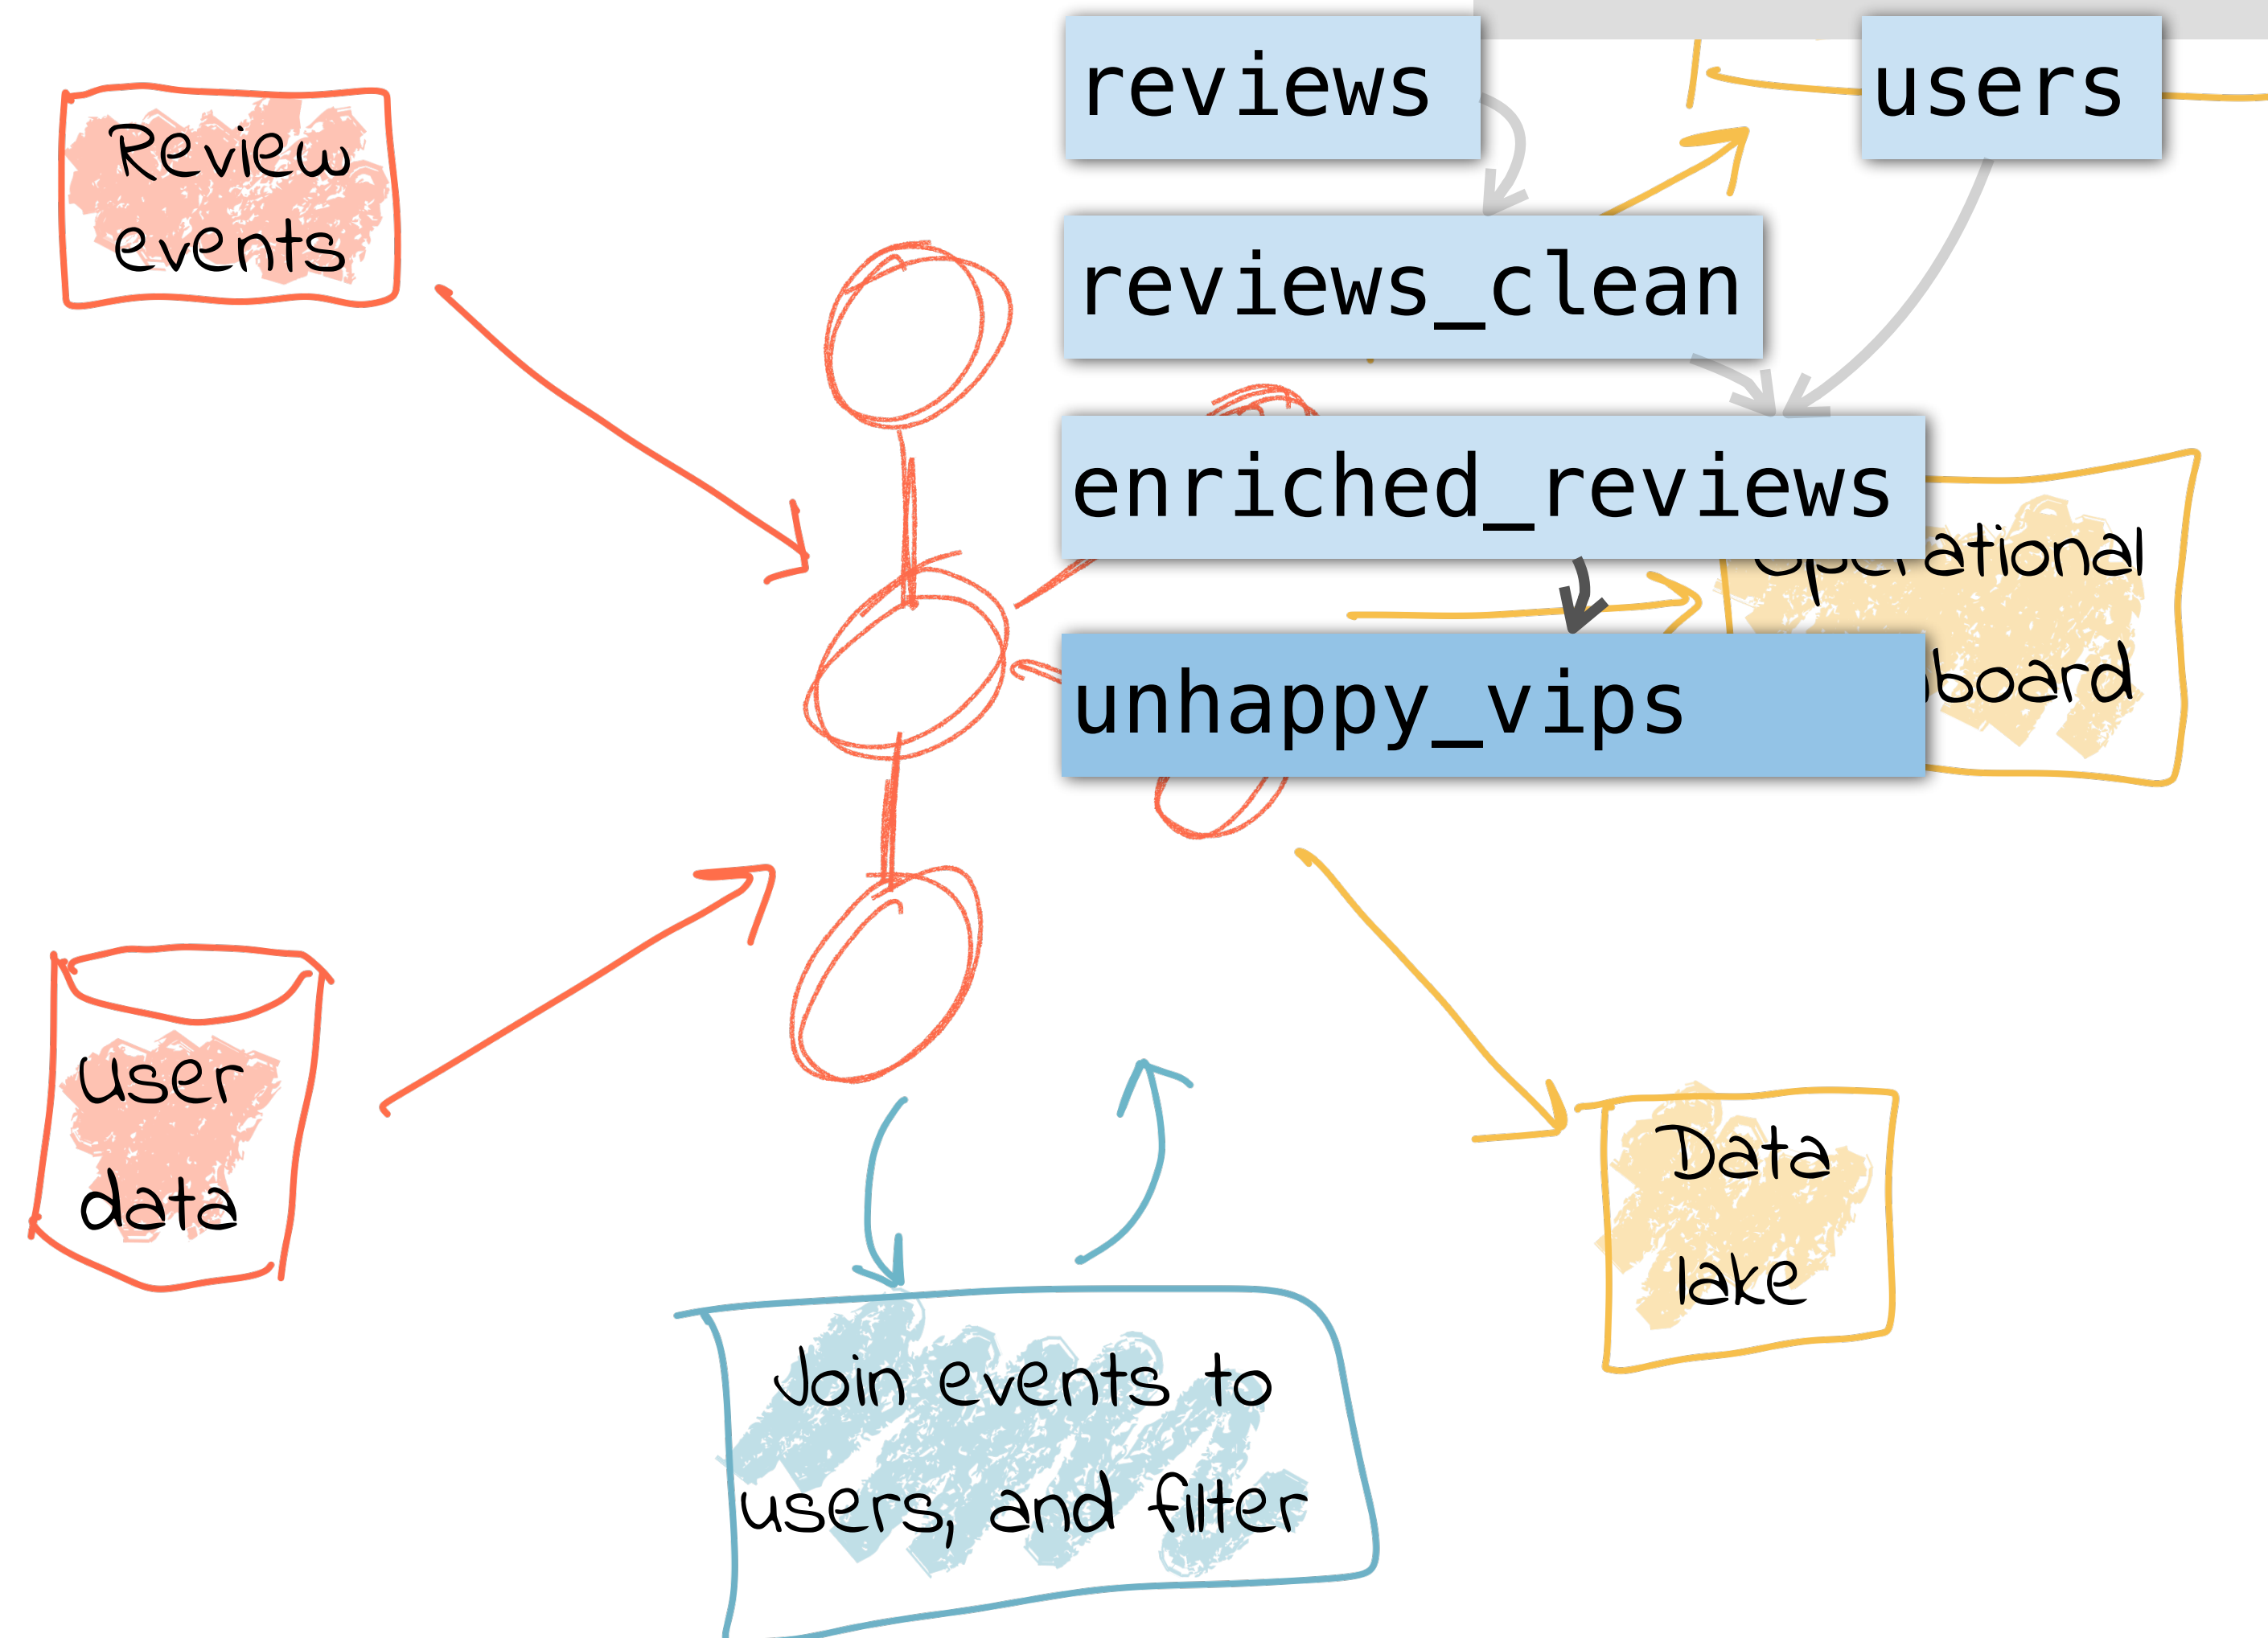 Review
events
reviews
users
reviews_clean
enriched_reviews
unhappy_vips
user
data
Data
lake
Join events to
users, and filter